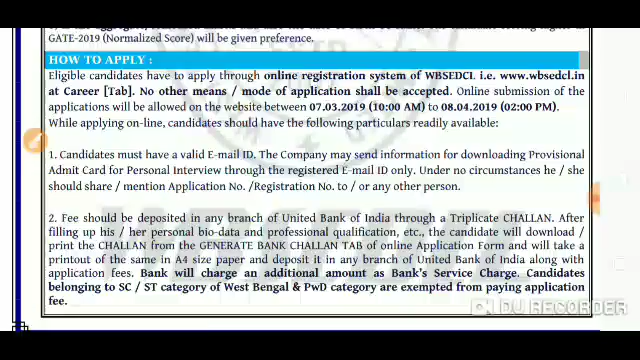 GATE-2019 (Normalized Score) will be given preference.
HOW TO APPLY :
Eligible candidates have to apply through online registration system of WBSEDCL i.e. www.wbsedcl.in
at Career [Tab]. No other means / mode of application shall be accepted. Online submission of the
applications will be allowed on the website between 07.03.2019 (10:00 AM) to 08.04.2019 (02:00 PM).
While applying on-line, candidates should have the following particulars readily available:
1. Candidates must have a valid E-mail ID. The Company may send information for downloading Provisional
Admit Card for Personal Interview through the registered E-mail ID only. Under no circumstances he / she
should share / mention Application No. /Registration No. to / or any other person.
2. Fee should be deposited in any branch of United Bank of India through a Triplicate CHALLAN. After
filling up his / her personal bio-data and professional qualification, etc., the candidate will download /
print the CHALLAN from the GENERATE BANK CHALLAN TAB of online Application Form and will take a
printout of the same in A4 size paper and deposit it in any branch of United Bank of India along with
application fees. Bank will charge an additional amount as Bank's Service Charge. Candidates
belonging to SC / ST category of West Bengal & PwD category are exempted from paying application
fee.
DU RECORDER